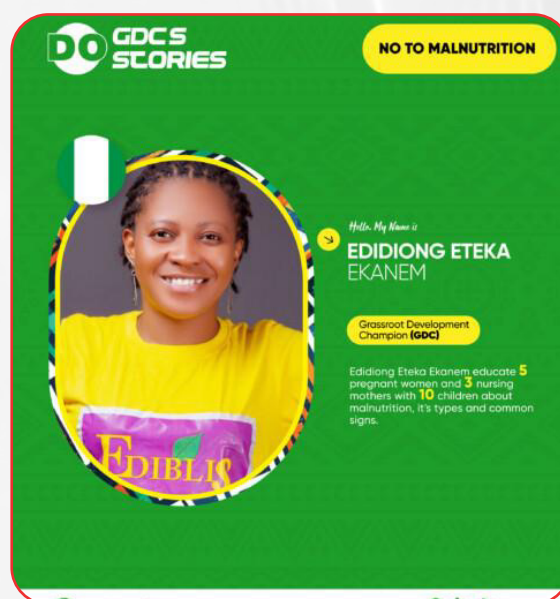 DO GDCS
STORIES
NO TO MALNUTRITION
Hello, My Name is
EDIDIONG ETEKA
EKANEM
Grassroot Development
Champion (GDC)
Edidiong Eteka Ekanem educate 5
pregnant women and 3 nursing
mothers with 10 children about
malnutrition, it's types and common
signs.
EDIBLIS